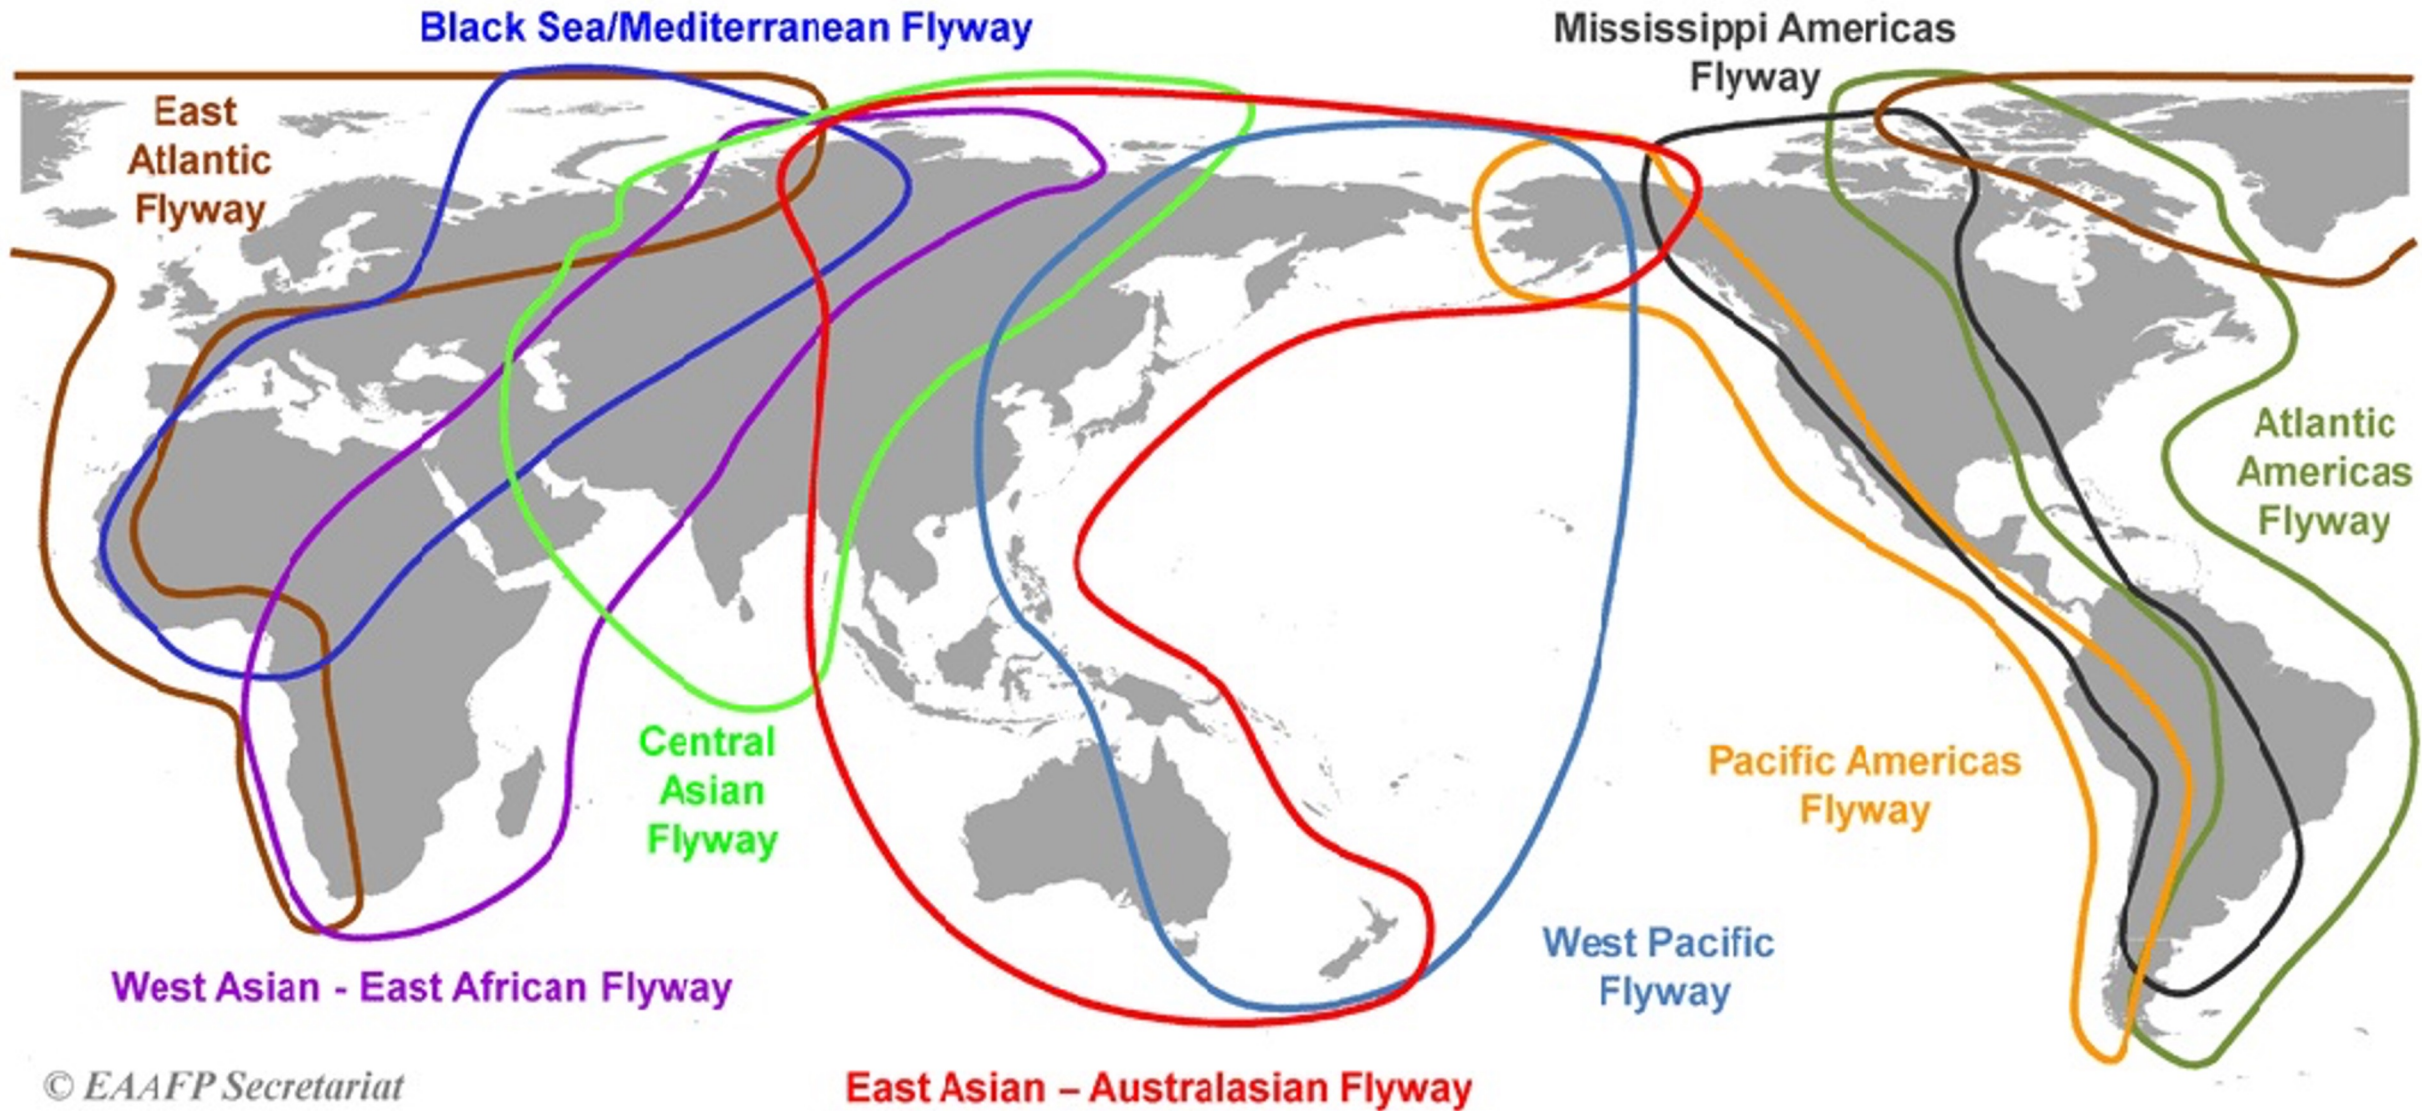 Black Sea/Mediterranean Flyway
Mississippi Americas
Flyway
East
Atlantic
Flyway
Atlantic
Americas
Flyway
Central
Asian
Flyway
Pacific Americas
Flyway
West Pacific
Flyway
West Asian - East African Flyway
© EAAFP Secretariat
East Asian – Australasian Flyway